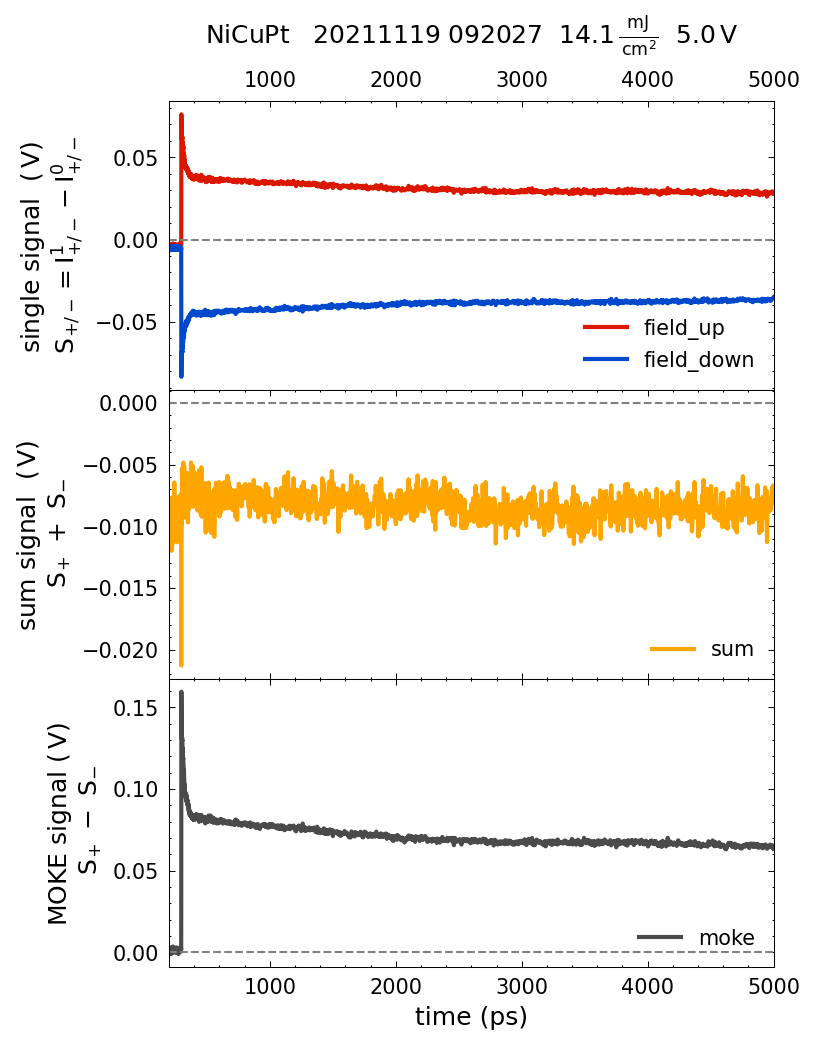 NiCuPt 20211119 092027 14.1 mJ/cm² 5.0 V
1000 2000 3000 4000 5000
single signal (V)
S₊/₋ = I¹₊/₋ − I⁰₊/₋
0.05
0.00
−0.05
field_up
field_down
sum signal (V)
S₊ + S₋
0.000
−0.005
−0.010
−0.015
−0.020
sum
MOKE signal (V)
S₊ − S₋
0.15
0.10
0.05
0.00
moke
1000 2000 3000 4000 5000
time (ps)